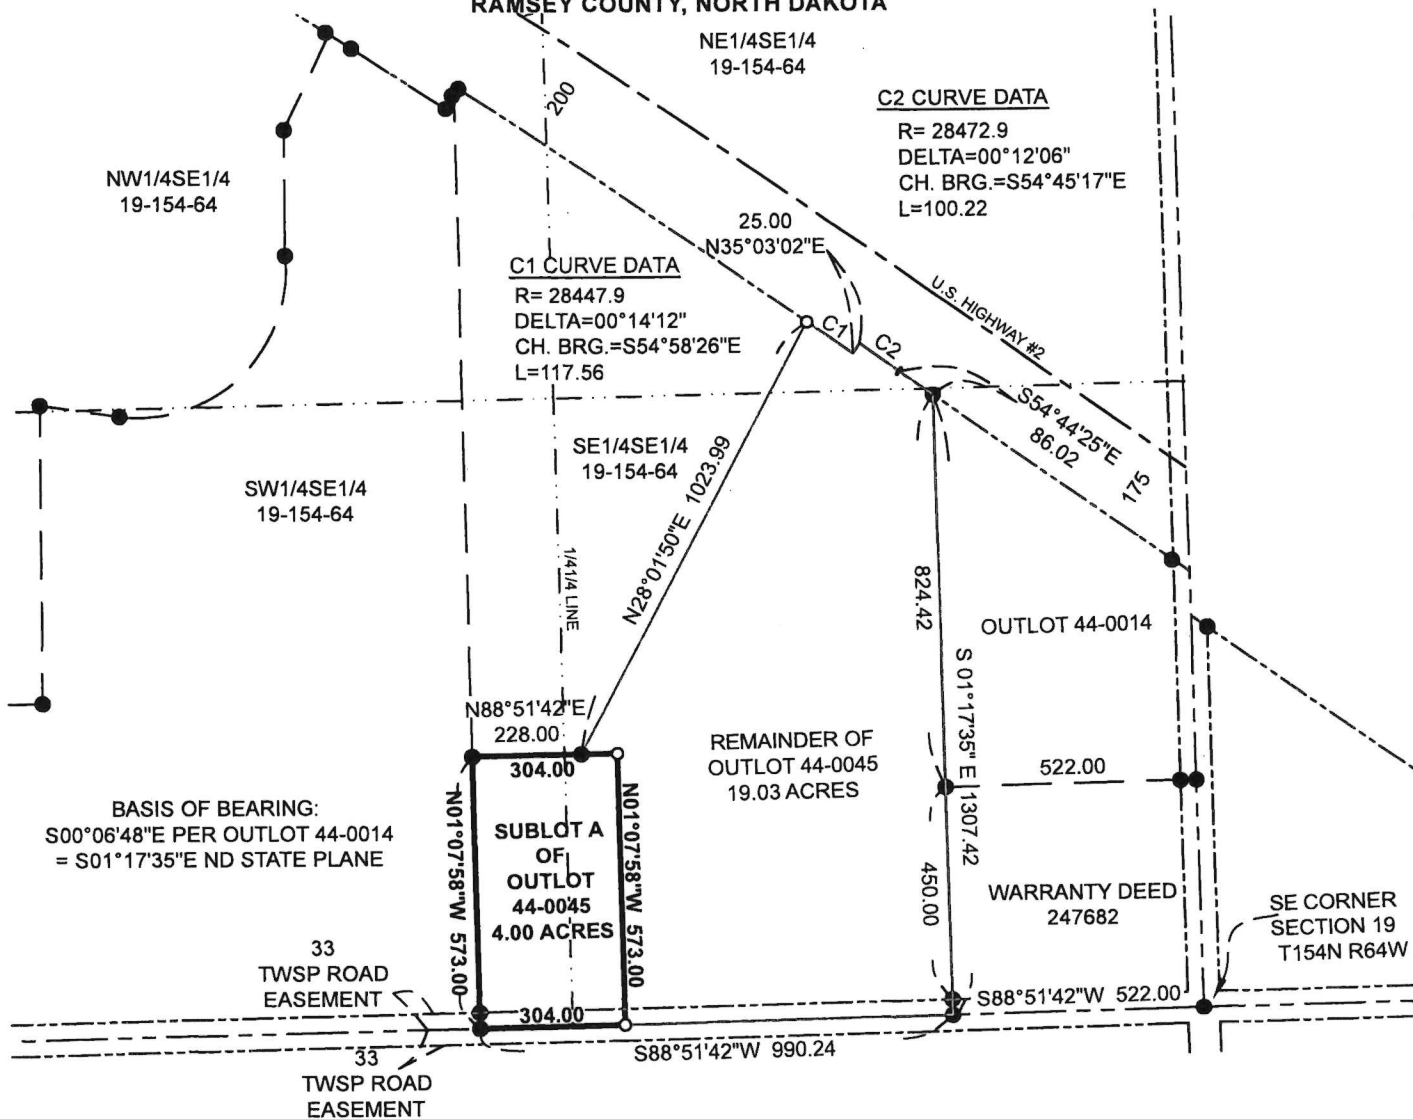 RAMSEY COUNTY, NORTH DAKOTA
NE1/4SE1/4
19-154-64
200
C2 CURVE DATA
R= 28472.9
DELTA=00°12'06"
CH. BRG.=S54°45'17"E
L=100.22
NW1/4SE1/4
19-154-64
25.00
N35°03'02"E
C1 CURVE DATA
R= 28447.9
DELTA=00°14'12"
CH. BRG.=S54°58'26"E
L=117.56
C1
C2
U.S. HIGHWAY #2
S54°44'25"E
86.02
175
SE1/4SE1/4
19-154-64
SW1/4SE1/4
19-154-64
N28°01'50"E 1023.99
1/41/4 LINE
824.42
S 01°17'35" E 1307.42
OUTLOT 44-0014
N88°51'42"E
228.00
304.00
REMAINDER OF
OUTLOT 44-0045
19.03 ACRES
522.00
BASIS OF BEARING:
S00°06'48"E PER OUTLOT 44-0014
= S01°17'35"E ND STATE PLANE
N01°07'58"W 573.00
SUBLOT A
OF
OUTLOT
44-0045
4.00 ACRES
N01°07'58"W 573.00
450.00
WARRANTY DEED
247682
SE CORNER
SECTION 19
T154N R64W
33
TWSP ROAD
EASEMENT
304.00
S88°51'42"W 522.00
S88°51'42"W 990.24
33
TWSP ROAD
EASEMENT